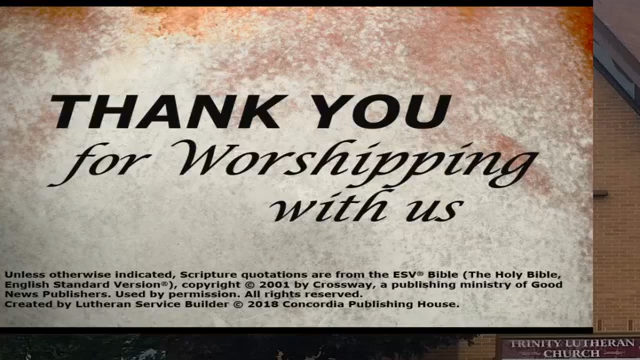 THANK YOU
for Worshipping
with us
Unless otherwise indicated, Scripture quotations are from the ESV® Bible (The Holy Bible,
English Standard Version®), copyright © 2001 by Crossway, a publishing ministry of Good
News Publishers. Used by permission. All rights reserved.
Created by Lutheran Service Builder © 2018 Concordia Publishing House.
TRINITY LUTHERAN
CHURCH